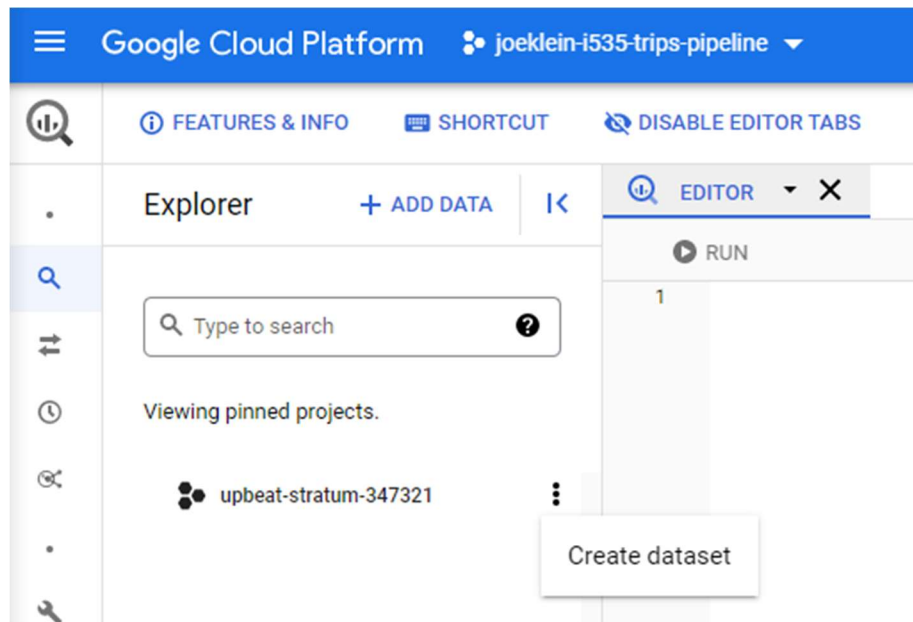 Google Cloud Platform joeklein-i535-trips-pipeline
FEATURES & INFO SHORTCUT DISABLE EDITOR TABS
Explorer + ADD DATA EDITOR
RUN
1
Type to search
Viewing pinned projects.
upbeat-stratum-347321
Create dataset